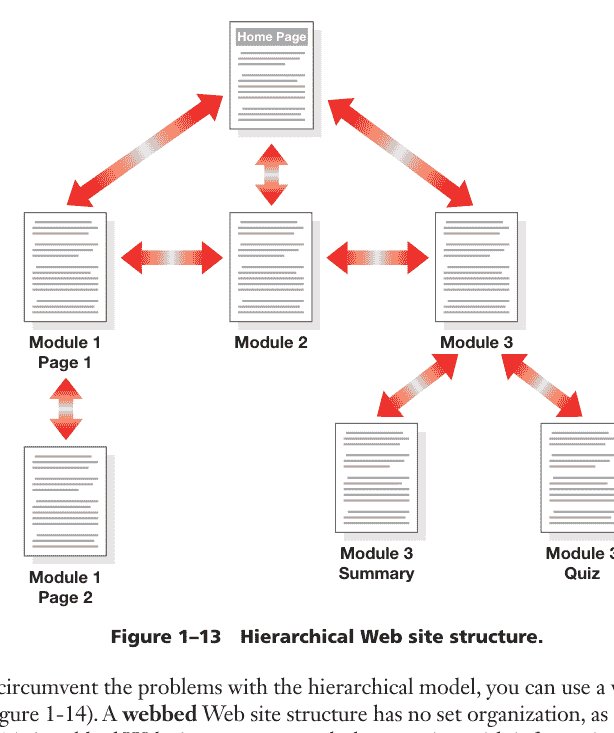 Home Page
Module 1
Page 1
Module 2
Module 3
Module 1
Page 2
Module 3
Summary
Module 3
Quiz
Figure 1–13 Hierarchical Web site structure.
circumvent the problems with the hierarchical model, you can use a
gure 1-14). A webbed Web site structure has no set organization, as